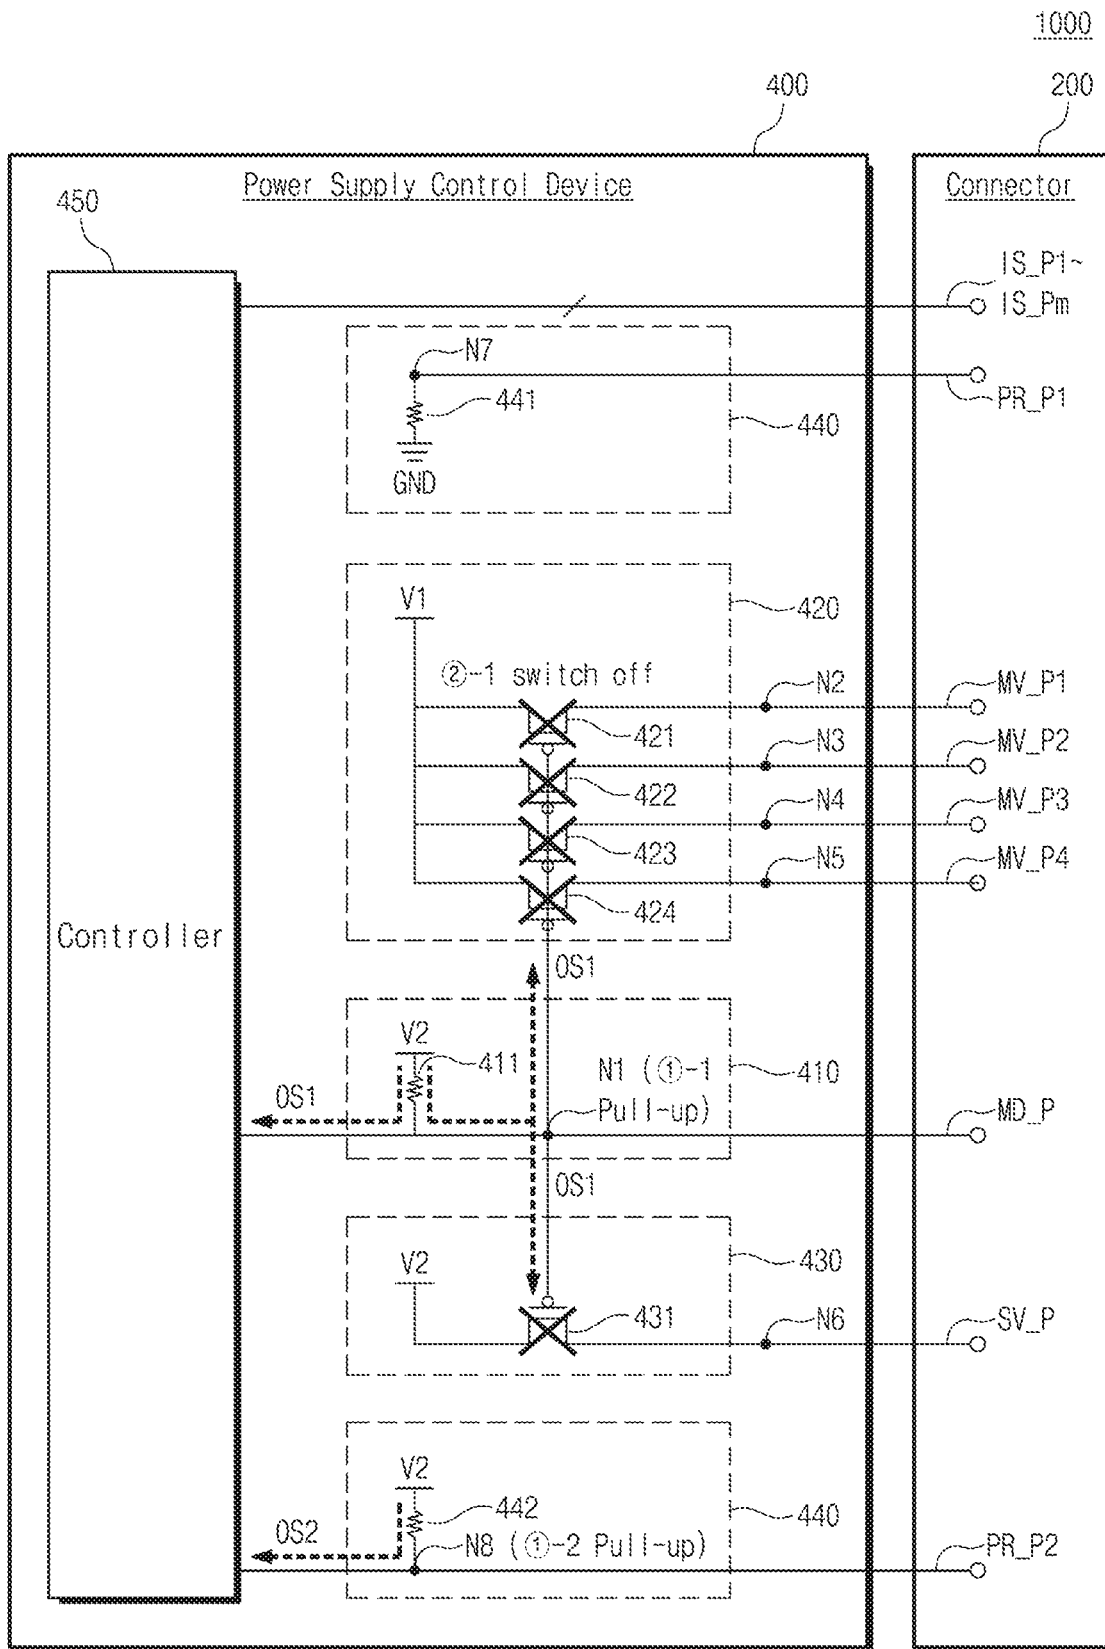 1000
400
200
Power Supply Control Device
Connector
450
IS_P1~
IS_Pm
N7
441
PR_P1
440
GND
V1
420
②-1 switch off
N2
MV_P1
421
N3
MV_P2
422
N4
MV_P3
423
N5
MV_P4
424
Controller
OS1
V2
411
N1 (①-1
Pull-up)
410
OS1
MD_P
OS1
V2
430
431
N6
SV_P
V2
442
440
OS2
N8 (①-2 Pull-up)
PR_P2